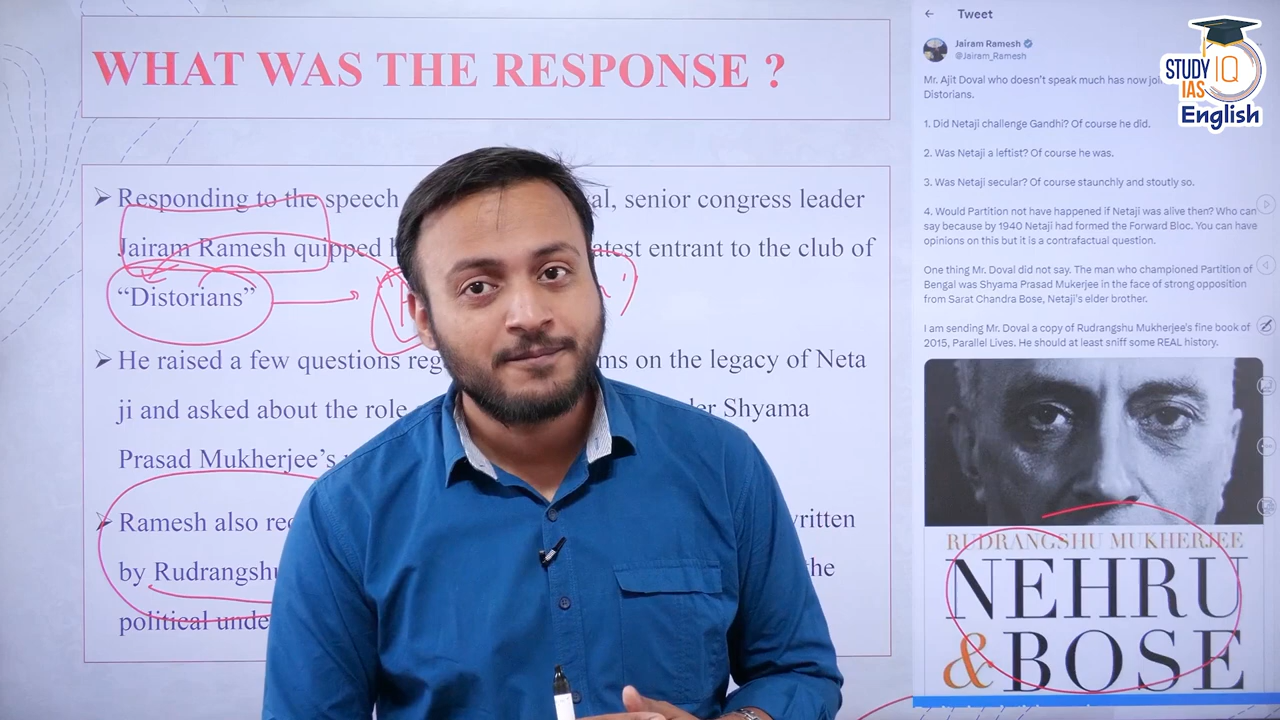 WHAT WAS THE RESPONSE ?
Responding to the speech
senior congress leader
Jairam Ramesh quipped
latest entrant to the club of
“Distorians”
He raised a few questions
on the legacy of Neta
ji and asked about the role
Shyama
Prasad Mukherjee’s
Ramesh also
written
by Rudrangshu
the
political
Tweet
Jairam Ramesh
@Jairam_Ramesh
Mr. Ajit Doval who doesn’t speak much has now
Distorians.
1. Did Netaji challenge Gandhi? Of course he did.
2. Was Netaji a leftist? Of course he was.
3. Was Netaji secular? Of course staunchly and stoutly so.
4. Would Partition not have happened if Netaji was alive then? Who can
say because by 1940 Netaji had formed the Forward Bloc. You can have
opinions on this but it is a contrafactual question.
One thing Mr. Doval did not say. The man who championed Partition of
Bengal was Shyama Prasad Mukherjee in the face of strong opposition
from Sarat Chandra Bose, Netaji’s elder brother.
I am sending Mr. Doval a copy of Rudrangshu Mukherjee’s fine book of
2015, Parallel Lives. He should at least sniff some REAL history.
RUDRANGSHU MUKHERJEE
NEHRU
& BOSE
STUDY IQ
IAS
English